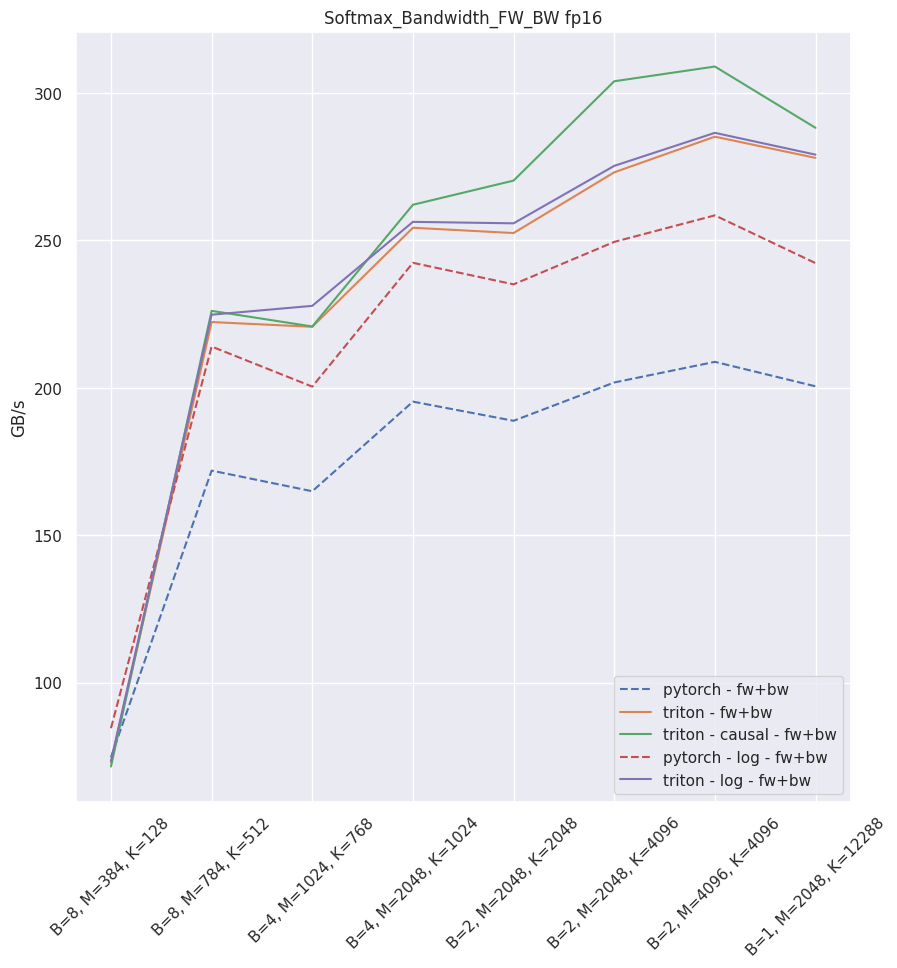 Softmax_Bandwidth_FW_BW fp16
GB/s
300
250
200
150
100
pytorch - fw+bw
triton - fw+bw
triton - causal - fw+bw
pytorch - log - fw+bw
triton - log - fw+bw
B=8, M=384, K=128
B=8, M=784, K=512
B=4, M=1024, K=768
B=4, M=2048, K=1024
B=2, M=2048, K=2048
B=2, M=2048, K=4096
B=2, M=4096, K=4096
B=1, M=2048, K=12288